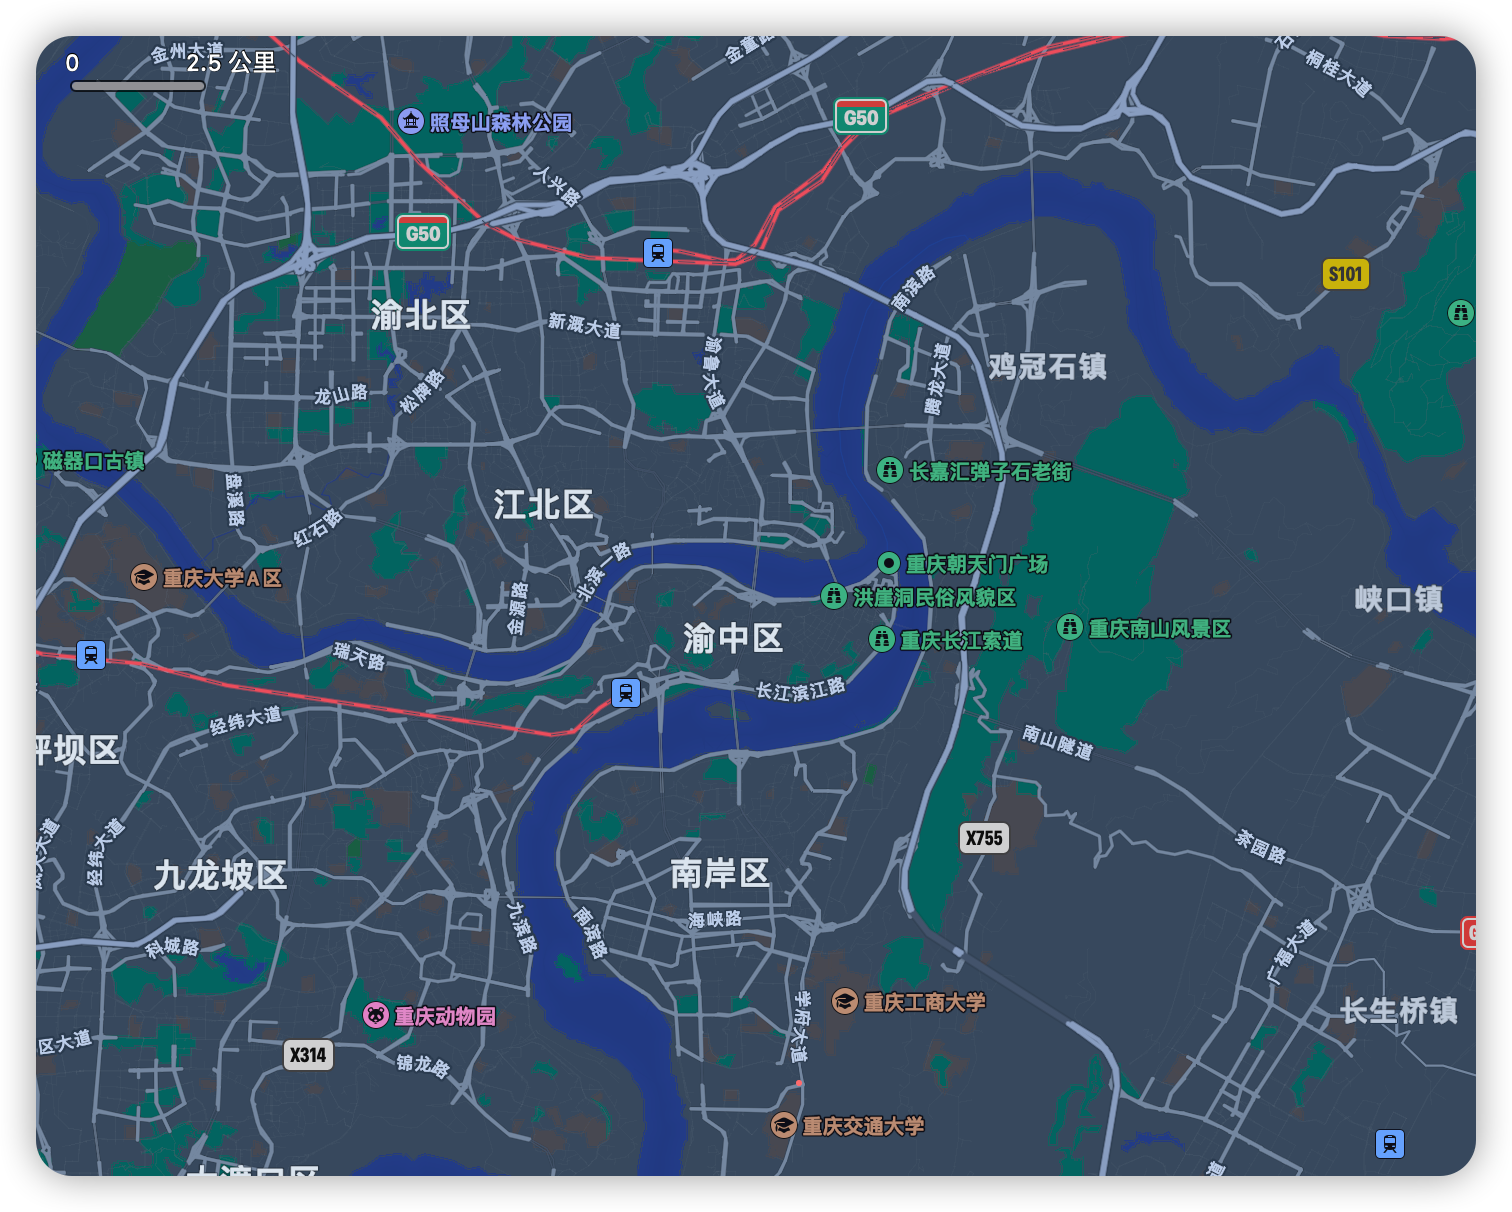 金州大道
0
2.5 公里
金童路
桐桂大道
照母山森林公园
G50
人兴路
G50
S101
南滨路
渝北区
新溉大道
渝鲁大道
鸡冠石镇
腾龙大道
龙山路
松牌路
磁器口古镇
长嘉汇弹子石老街
盘溪路
江北区
红石路
北滨一路
重庆朝天门广场
重庆大学A区
洪崖洞民俗风貌区
峡口镇
金源路
渝中区
重庆长江索道
重庆南山风景区
瑞天路
长江滨江路
经纬大道
坪坝区
南山隧道
X755
经纬大道
茶园路
九龙坡区
南岸区
九滨路
南滨路
海峡路
科城路
广福大道
重庆动物园
重庆工商大学
学府大道
长生桥镇
区大道
X314
锦龙路
重庆交通大学
大渡口区
道